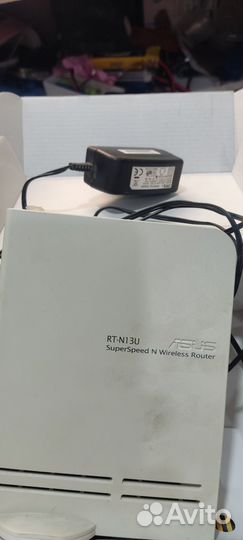 RT-N13U
ASUS
SuperSpeed N Wireless Router
Avito